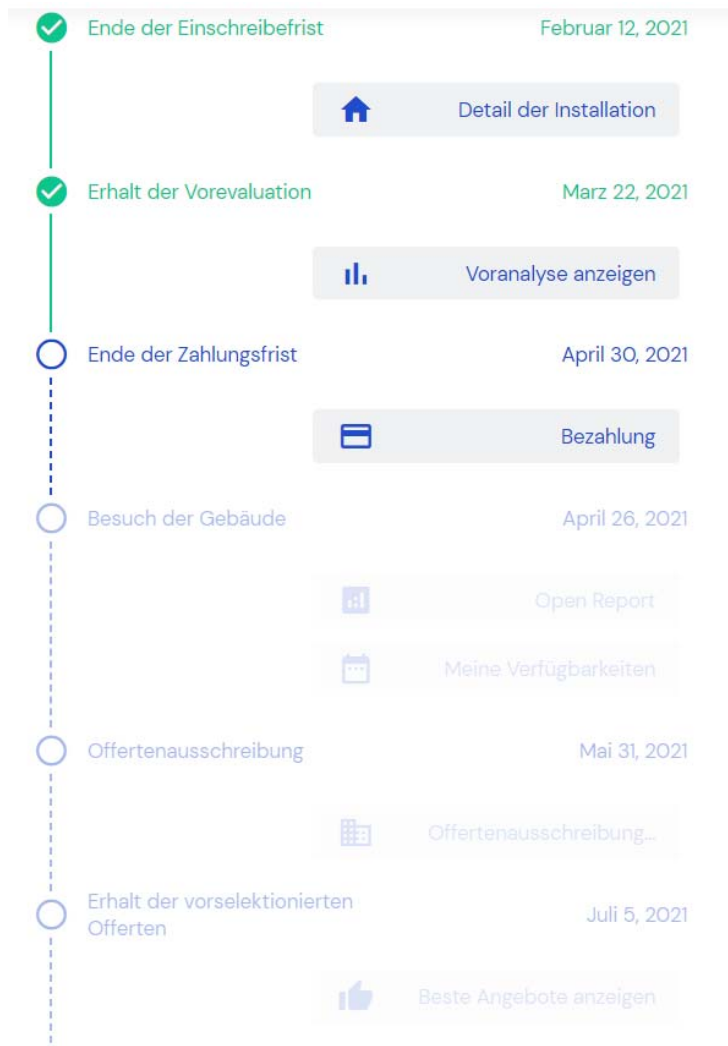 Ende der Einschreibefrist Februar 12, 2021
Detail der Installation
Erhalt der Vorevaluation Marz 22, 2021
Voranalyse anzeigen
Ende der Zahlungsfrist April 30, 2021
Bezahlung
Besuch der Gebäude April 26, 2021
Open Report
Meine Verfügbarkeiten
Offertenausschreibung Mai 31, 2021
Offertenausschreibung...
Erhalt der vorselektionierten
Offerten Juli 5, 2021
Beste Angebote anzeigen